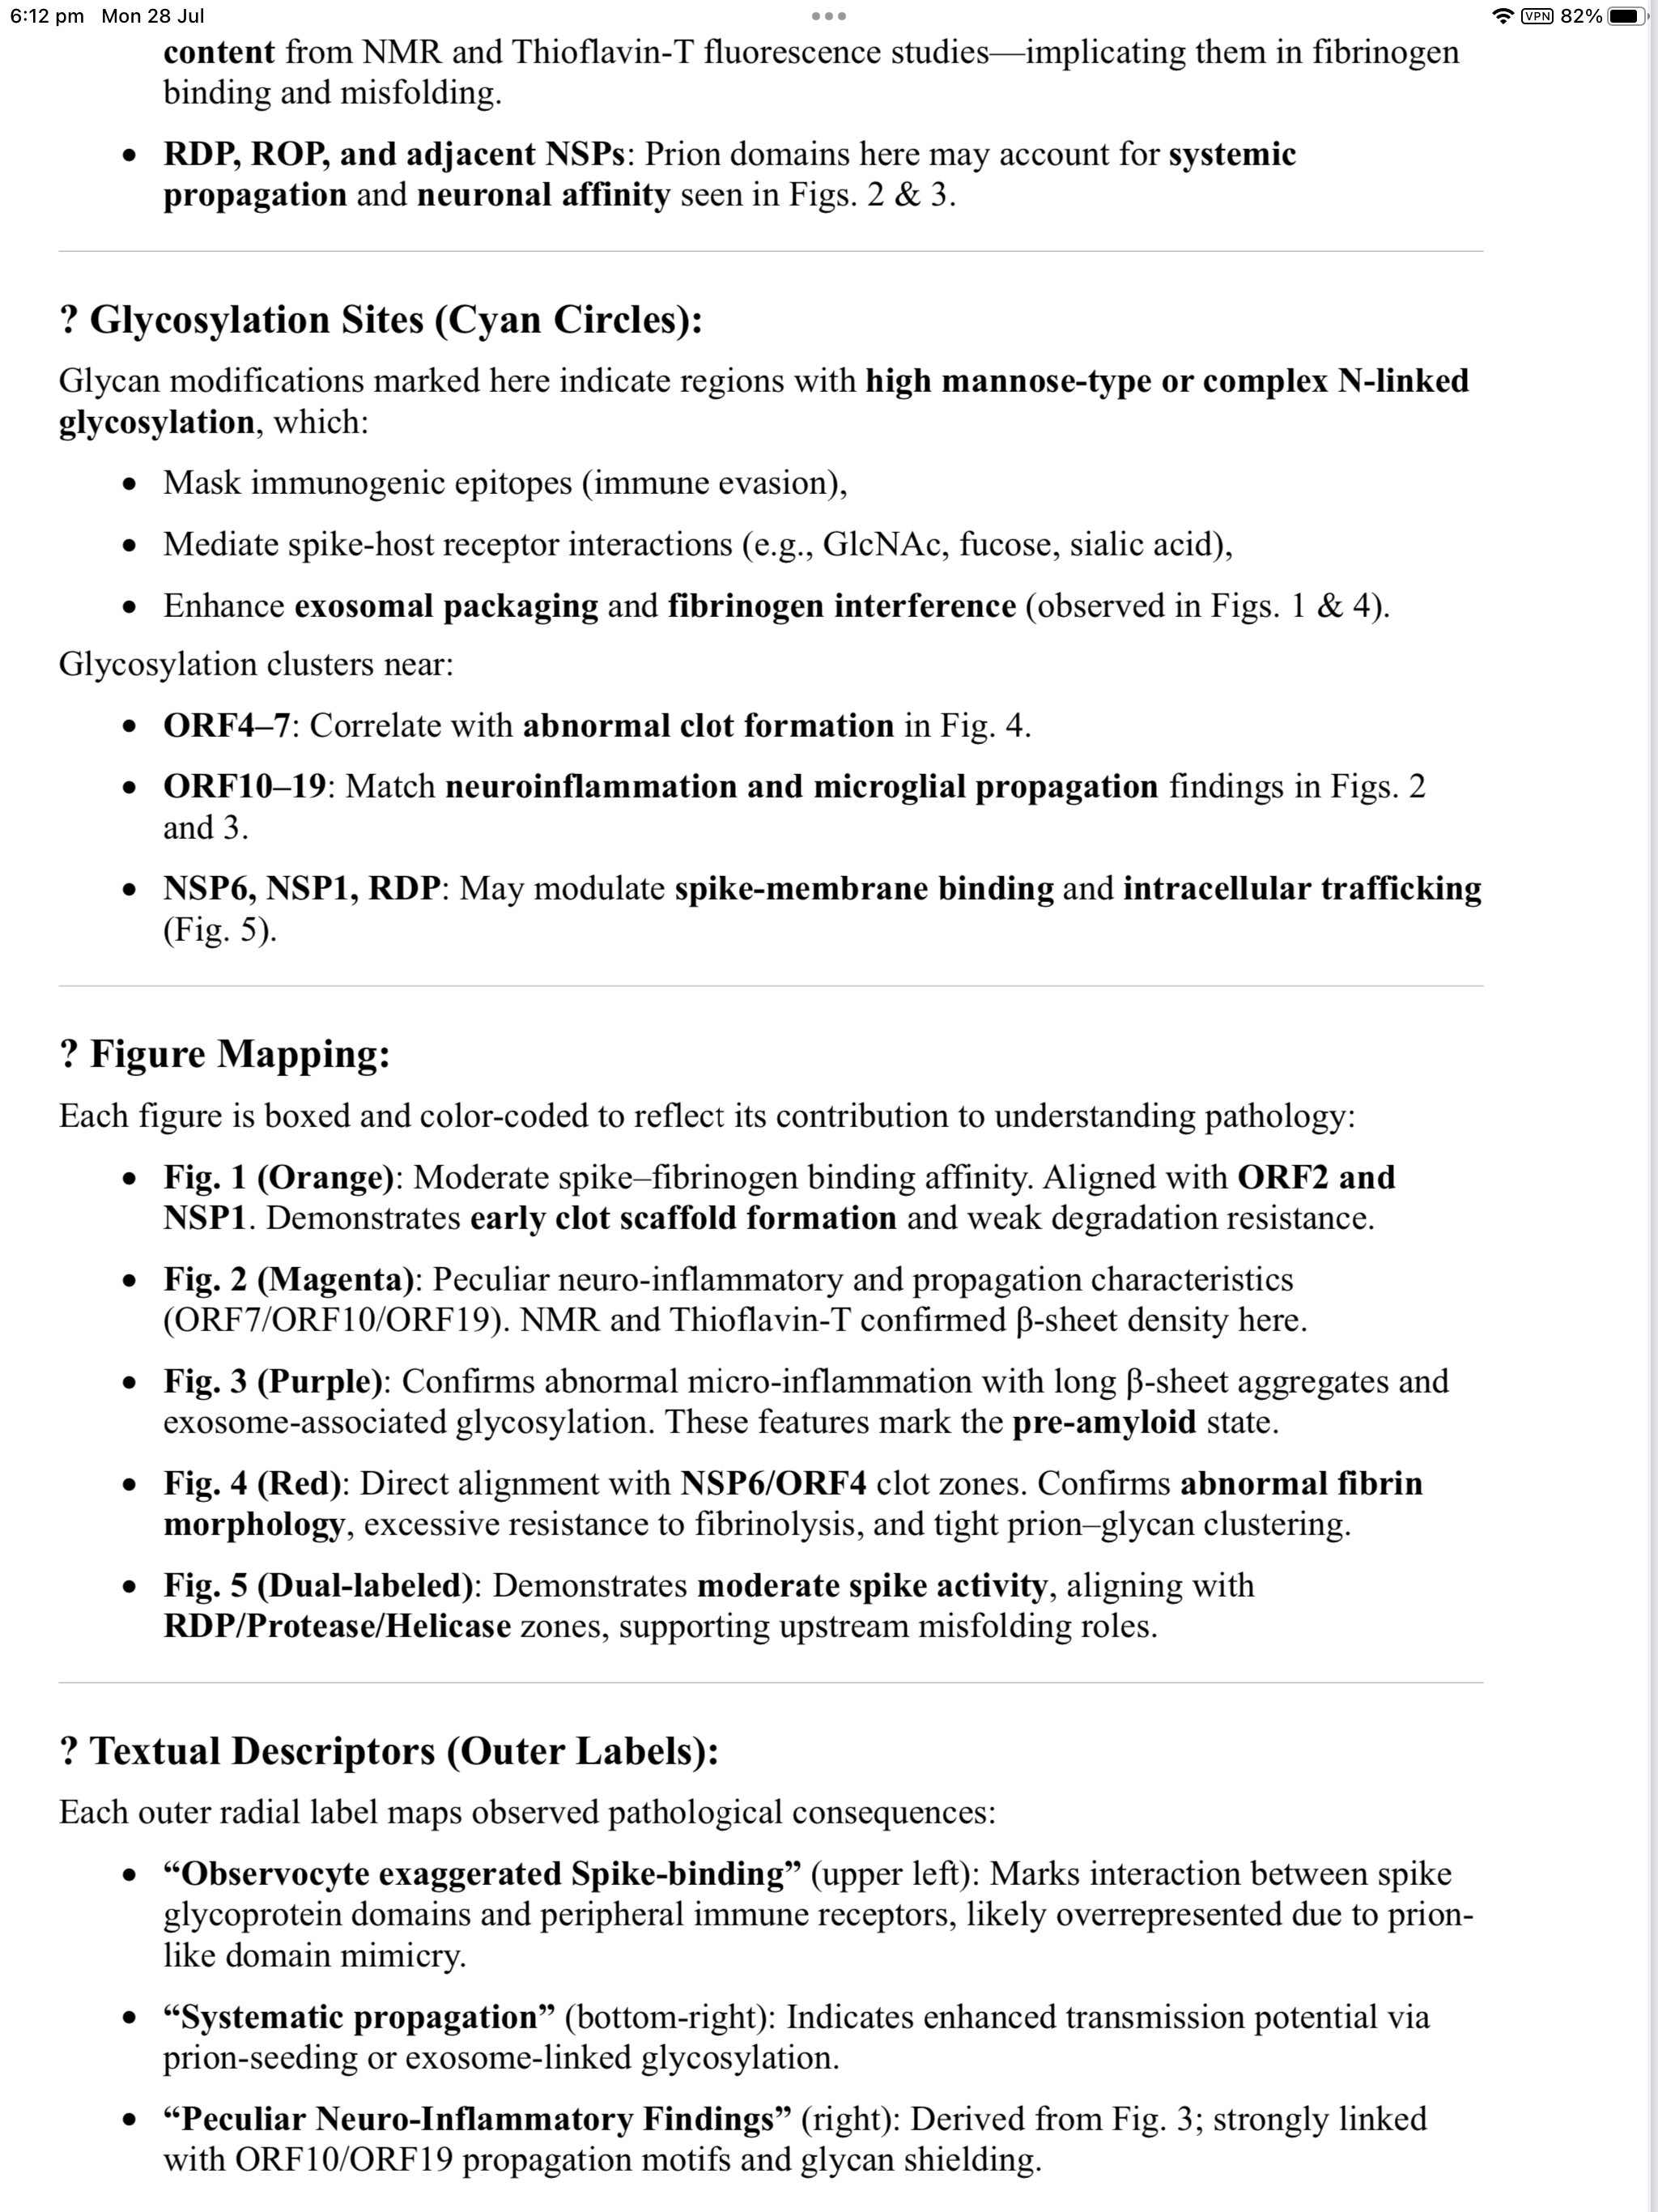 6:12 pm Mon 28 Jul
VPN 82%
content from NMR and Thioflavin-T fluorescence studies—implicating them in fibrinogen
binding and misfolding.
• RDP, ROP, and adjacent NSPs: Prion domains here may account for systemic
propagation and neuronal affinity seen in Figs. 2 & 3.
? Glycosylation Sites (Cyan Circles):
Glycan modifications marked here indicate regions with high mannose-type or complex N-linked
glycosylation, which:
• Mask immunogenic epitopes (immune evasion),
• Mediate spike-host receptor interactions (e.g., GlcNAc, fucose, sialic acid),
• Enhance exosomal packaging and fibrinogen interference (observed in Figs. 1 & 4).
Glycosylation clusters near:
• ORF4–7: Correlate with abnormal clot formation in Fig. 4.
• ORF10–19: Match neuroinflammation and microglial propagation findings in Figs. 2
and 3.
• NSP6, NSP1, RDP: May modulate spike-membrane binding and intracellular trafficking
(Fig. 5).
? Figure Mapping:
Each figure is boxed and color-coded to reflect its contribution to understanding pathology:
• Fig. 1 (Orange): Moderate spike–fibrinogen binding affinity. Aligned with ORF2 and
NSP1. Demonstrates early clot scaffold formation and weak degradation resistance.
• Fig. 2 (Magenta): Peculiar neuro-inflammatory and propagation characteristics
(ORF7/ORF10/ORF19). NMR and Thioflavin-T confirmed β-sheet density here.
• Fig. 3 (Purple): Confirms abnormal micro-inflammation with long β-sheet aggregates and
exosome-associated glycosylation. These features mark the pre-amyloid state.
• Fig. 4 (Red): Direct alignment with NSP6/ORF4 clot zones. Confirms abnormal fibrin
morphology, excessive resistance to fibrinolysis, and tight prion–glycan clustering.
• Fig. 5 (Dual-labeled): Demonstrates moderate spike activity, aligning with
RDP/Protease/Helicase zones, supporting upstream misfolding roles.
? Textual Descriptors (Outer Labels):
Each outer radial label maps observed pathological consequences:
• “Observocyte exaggerated Spike-binding” (upper left): Marks interaction between spike
glycoprotein domains and peripheral immune receptors, likely overrepresented due to prion-
like domain mimicry.
• “Systematic propagation” (bottom-right): Indicates enhanced transmission potential via
prion-seeding or exosome-linked glycosylation.
• “Peculiar Neuro-Inflammatory Findings” (right): Derived from Fig. 3; strongly linked
with ORF10/ORF19 propagation motifs and glycan shielding.